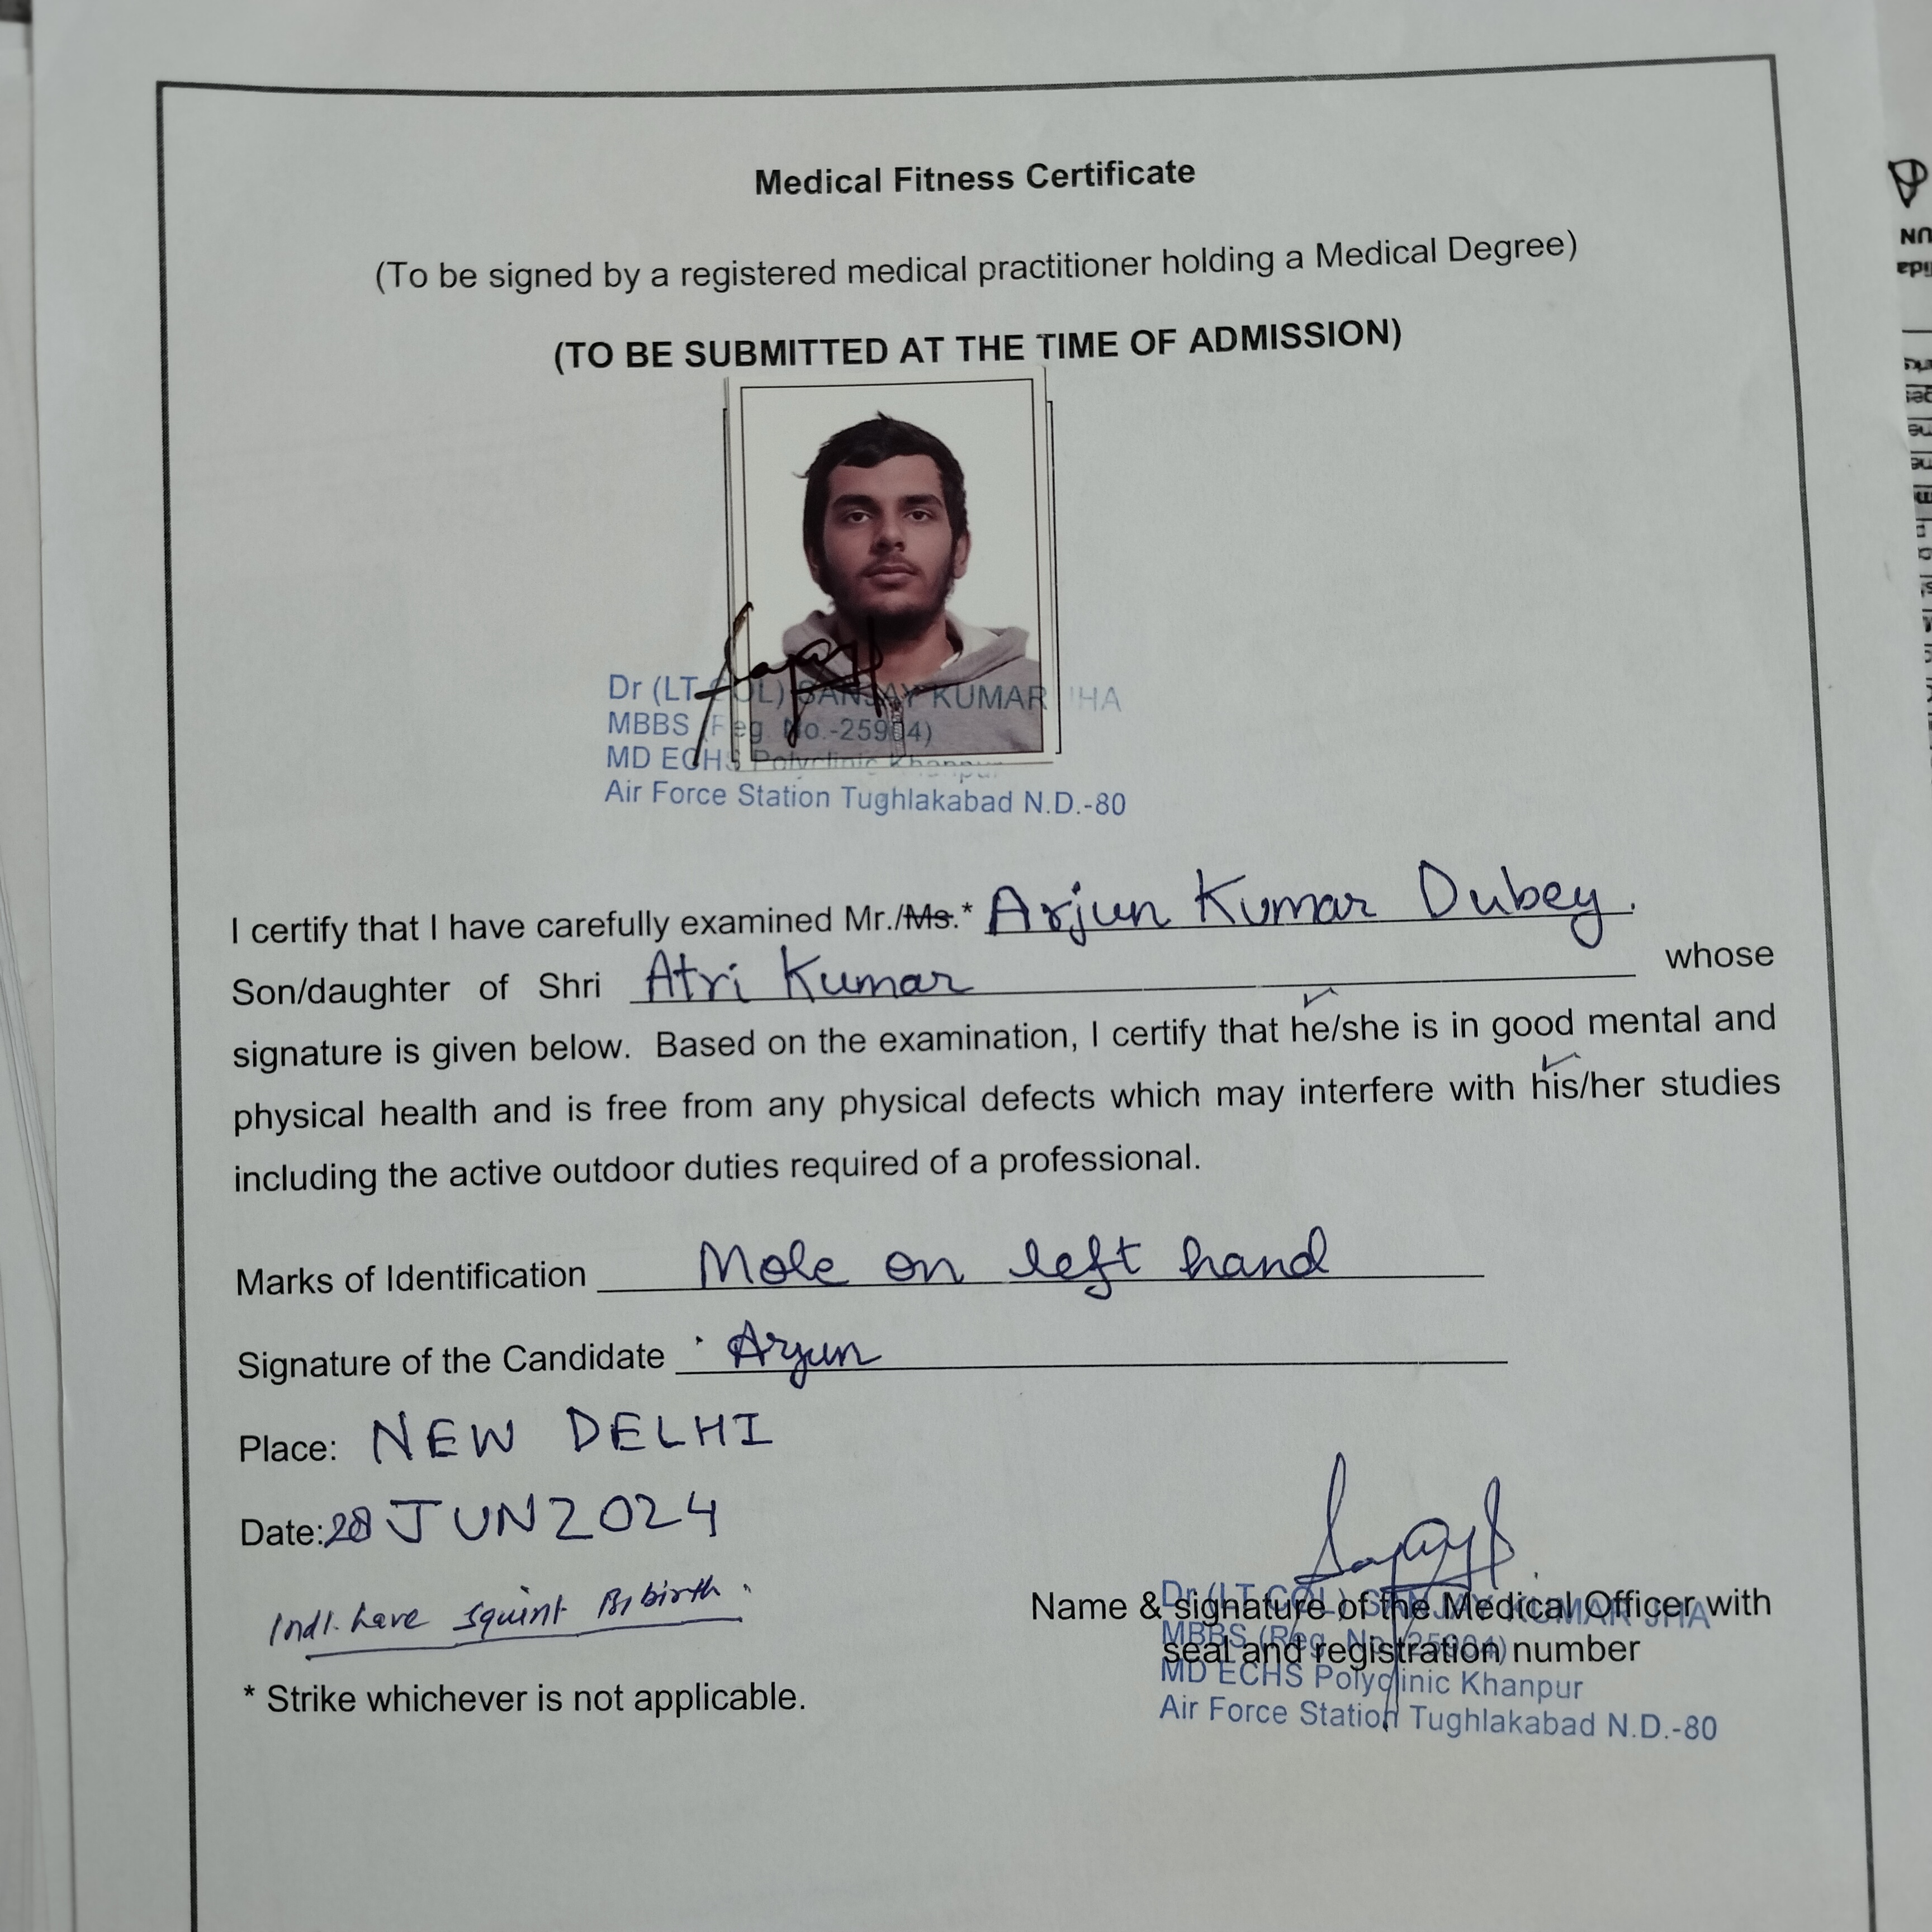 Medical Fitness Certificate
(To be signed by a registered medical practitioner holding a Medical Degree)
(TO BE SUBMITTED AT THE TIME OF ADMISSION)
Dr (LT COL) SANJAY KUMAR JHA
MBBS (Reg. No.-25904)
MD ECHS Polyclinic Khanpur
Air Force Station Tughlakabad N.D.-80
I certify that I have carefully examined Mr./Ms.* Arjun Kumar Dubey.
Son/daughter of Shri Atri Kumar whose
signature is given below. Based on the examination, I certify that he/she is in good mental and
physical health and is free from any physical defects which may interfere with his/her studies
including the active outdoor duties required of a professional.
Marks of Identification Mole on left hand
Signature of the Candidate Arjun
Place: NEW DELHI
Date: 28 JUN 2024
Indl. have squint birth.
Name & signature of the Medical Officer with
seal and registration number
Dr (LT COL) SANJAY KUMAR JHA
MBBS (Reg. No.-25904)
MD ECHS Polyclinic Khanpur
Air Force Station Tughlakabad N.D.-80
* Strike whichever is not applicable.